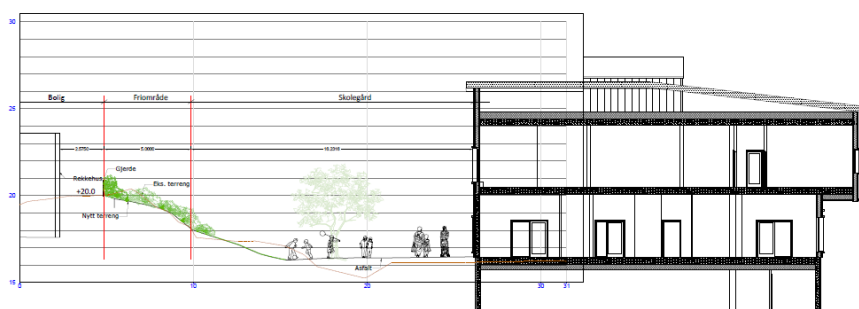 30
Bolig
Friområde
Skolegård
25
Gjerde
Rekkehus
Eks. terreng
20
+20.0
Nytt terreng
Asfalt
15
0
10
20
30
31